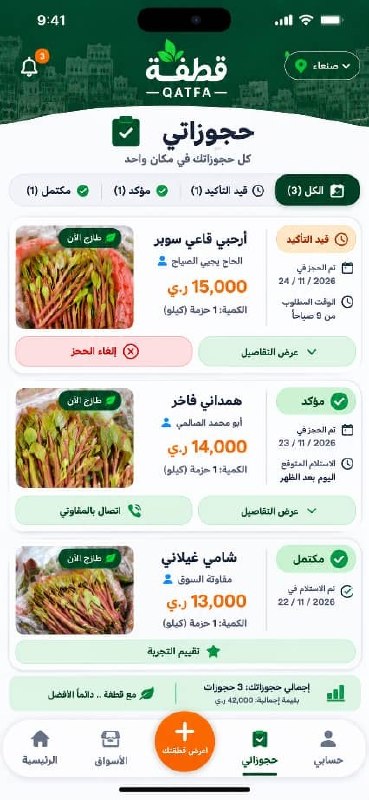 9:41
3
قطفة
QATFA
صنعاء
حجوزاتي
كل حجوزاتك في مكان واحد
الكل (3)
قيد التأكيد (1)
مؤكد (1)
مكتمل (1)
قيد التأكيد
أرحبي قاعي سوبر
طازج الآن
الحاج يحيى الصباح
تم الحجز في
24 / 11 / 2026
15,000 ر.ي
الوقت المطلوب
من 9 صباحاً
الكمية: 1 حزمة (كيلو)
عرض التفاصيل
إلغاء الحجز
مؤكد
همداني فاخر
طازج الآن
أبو محمد الصالحي
تم الحجز في
23 / 11 / 2026
14,000 ر.ي
الاستلام المتوقع
اليوم بعد الظهر
الكمية: 1 حزمة (كيلو)
عرض التفاصيل
اتصال بالمقاوتي
مكتمل
شامي غيلاني
طازج الآن
مقاوتة السوق
تم الاستلام في
22 / 11 / 2026
13,000 ر.ي
الكمية: 1 حزمة (كيلو)
تقييم التجربة
إجمالي حجوزاتك: 3 حجوزات
بقيمة إجمالية: 42,000 ر.ي
مع قطفة .. دائماً الأفضل
حسابي
حجوزاتي
اعرض قطفتك
الأسواق
الرئيسية